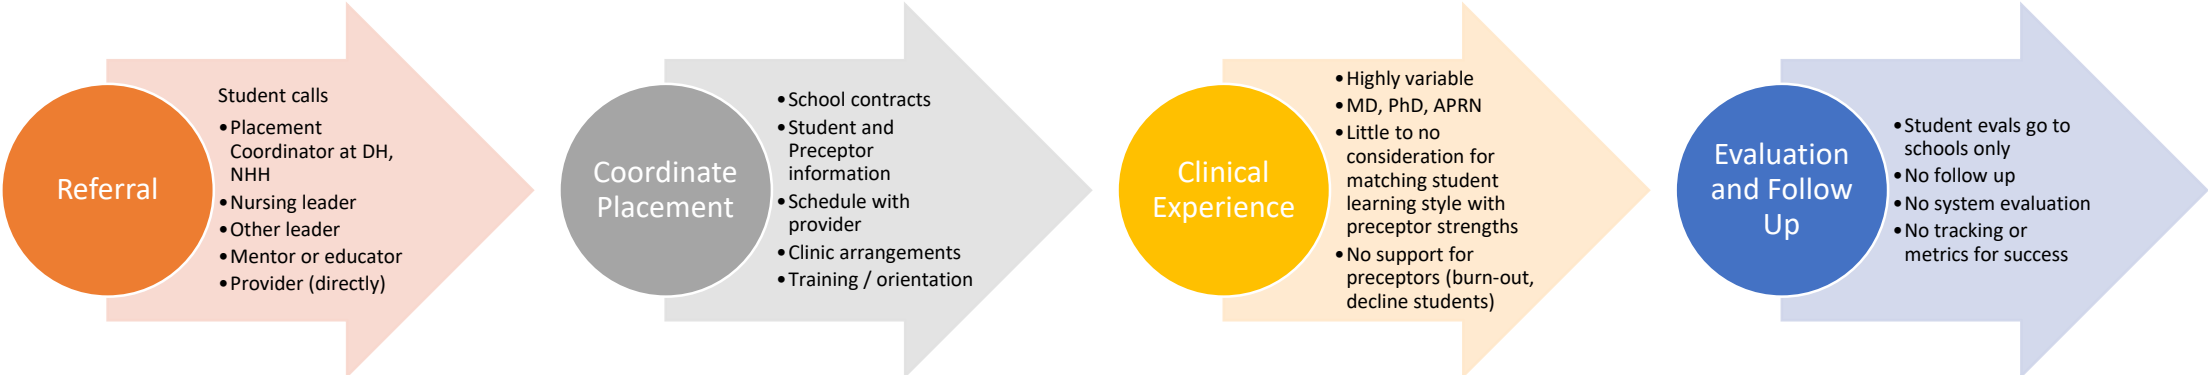 Referral
Student calls
•Placement
Coordinator at DH,
NHH
•Nursing leader
•Other leader
•Mentor or educator
•Provider (directly)
Coordinate
Placement
•School contracts
•Student and
Preceptor
information
•Schedule with
provider
•Clinic arrangements
•Training / orientation
Clinical
Experience
•Highly variable
•MD, PhD, APRN
•Little to no
consideration for
matching student
learning style with
preceptor strengths
•No support for
preceptors (burn-out,
decline students)
Evaluation
and Follow
Up
•Student evals go to
schools only
•No follow up
•No system evaluation
•No tracking or
metrics for success